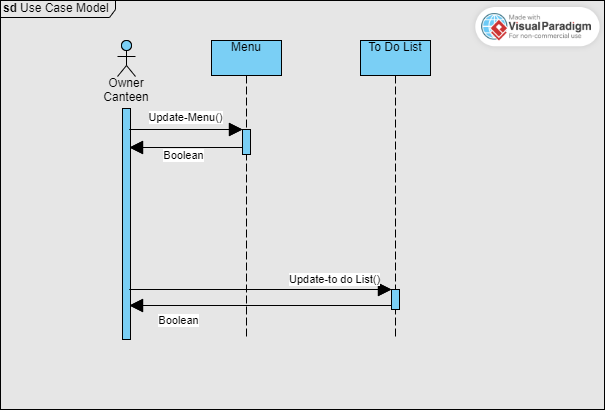 sd Use Case Model
Made with
Visual Paradigm
For non-commercial use
Menu
To Do List
Owner
Canteen
Update-Menu()
Boolean
Update-to do List()
Boolean